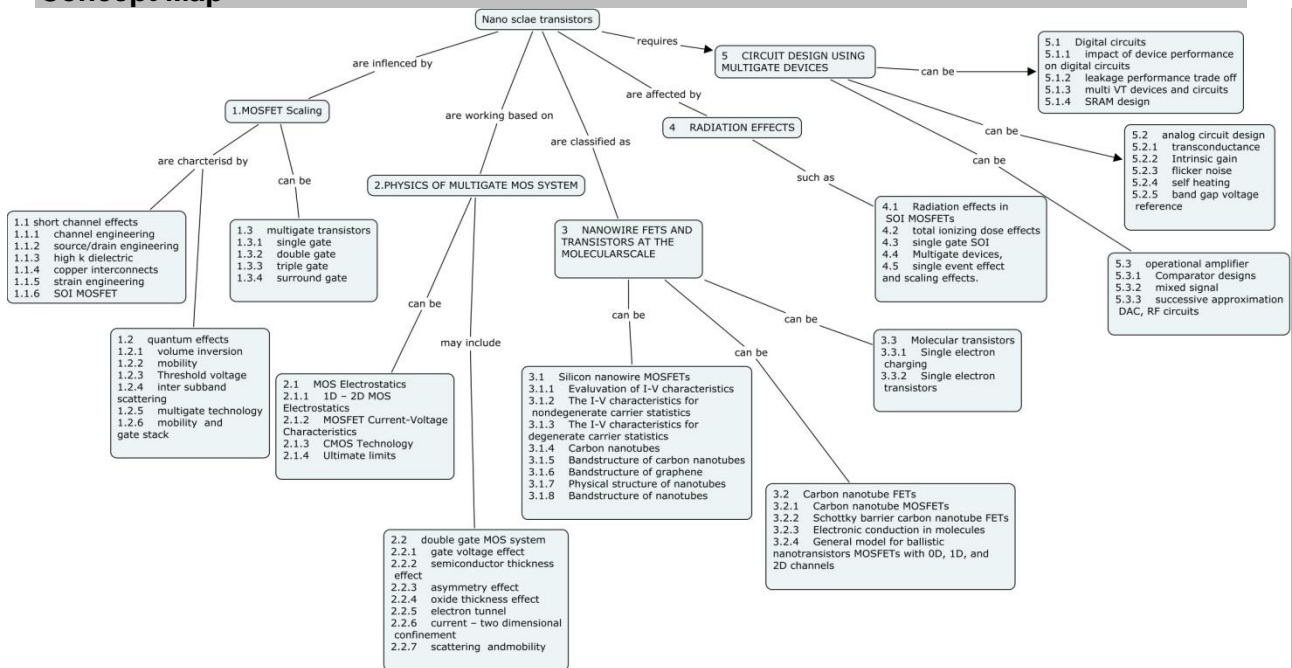 Concept Map
Nano sclae transistors
requires
are inflenced by
are working based on
are classified as
are affected by
5 CIRCUIT DESIGN USING
MULTIGATE DEVICES
can be
can be
can be
5.1 Digital circuits
5.1.1 impact of device performance
on digital circuits
5.1.2 leakage performance trade off
5.1.3 multi VT devices and circuits
5.1.4 SRAM design
1.MOSFET Scaling
are charcterisd by
can be
4 RADIATION EFFECTS
such as
5.2 analog circuit design
5.2.1 transconductance
5.2.2 Intrinsic gain
5.2.3 flicker noise
5.2.4 self heating
5.2.5 band gap voltage
reference
2.PHYSICS OF MULTIGATE MOS SYSTEM
can be
may include
1.1 short channel effects
1.1.1 channel engineering
1.1.2 source/drain engineering
1.1.3 high k dielectric
1.1.4 copper interconnects
1.1.5 strain engineering
1.1.6 SOI MOSFET
1.3 multigate transistors
1.3.1 single gate
1.3.2 double gate
1.3.3 triple gate
1.3.4 surround gate
3 NANOWIRE FETS AND
TRANSISTORS AT THE
MOLECULARSCALE
can be
can be
can be
4.1 Radiation effects in
SOI MOSFETs
4.2 total ionizing dose effects
4.3 single gate SOI
4.4 Multigate devices,
4.5 single event effect
and scaling effects.
5.3 operational amplifier
5.3.1 Comparator designs
5.3.2 mixed signal
5.3.3 successive approximation
DAC, RF circuits
1.2 quantum effects
1.2.1 volume inversion
1.2.2 mobility
1.2.3 Threshold voltage
1.2.4 inter subband
scattering
1.2.5 multigate technology
1.2.6 mobility and
gate stack
2.1 MOS Electrostatics
2.1.1 1D – 2D MOS
Electrostatics
2.1.2 MOSFET Current-Voltage
Characteristics
2.1.3 CMOS Technology
2.1.4 Ultimate limits
3.1 Silicon nanowire MOSFETs
3.1.1 Evaluvation of I-V characteristics
3.1.2 The I-V characteristics for
nondegenerate carrier statistics
3.1.3 The I-V characteristics for
degenerate carrier statistics
3.1.4 Carbon nanotubes
3.1.5 Bandstructure of carbon nanotubes
3.1.6 Bandstructure of graphene
3.1.7 Physical structure of nanotubes
3.1.8 Bandstructure of nanotubes
3.3 Molecular transistors
3.3.1 Single electron
charging
3.3.2 Single electron
transistors
3.2 Carbon nanotube FETs
3.2.1 Carbon nanotube MOSFETs
3.2.2 Schottky barrier carbon nanotube FETs
3.2.3 Electronic conduction in molecules
3.2.4 General model for ballistic
nanotransistors MOSFETs with 0D, 1D, and
2D channels
2.2 double gate MOS system
2.2.1 gate voltage effect
2.2.2 semiconductor thickness
effect
2.2.3 asymmetry effect
2.2.4 oxide thickness effect
2.2.5 electron tunnel
2.2.6 current – two dimensional
confinement
2.2.7 scattering andmobility